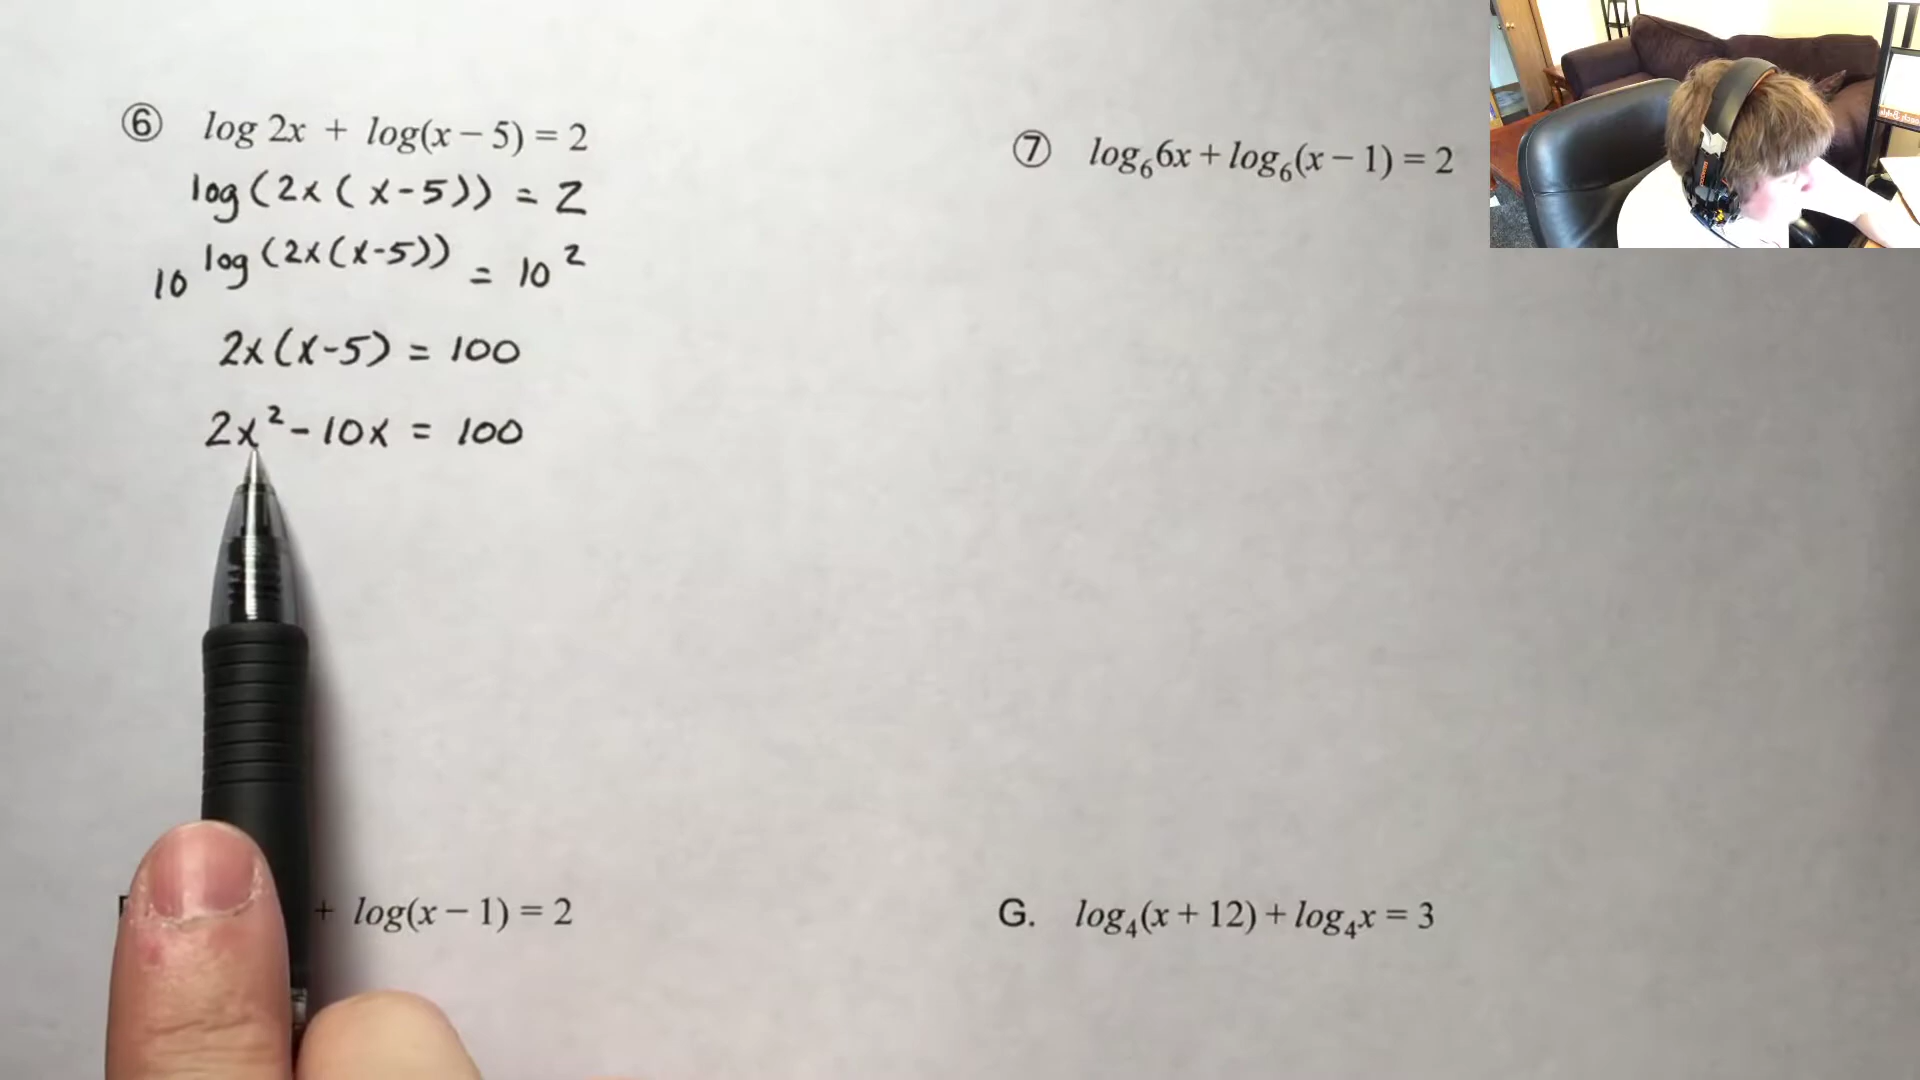 ⑥ log 2x + log(x − 5) = 2
log(2x(x-5)) = 2
10^log(2x(x-5)) = 10^2
2x(x-5) = 100
2x² - 10x = 100
⑦ log₆6x + log₆(x − 1) = 2
+ log(x − 1) = 2
G. log₄(x + 12) + log₄x = 3